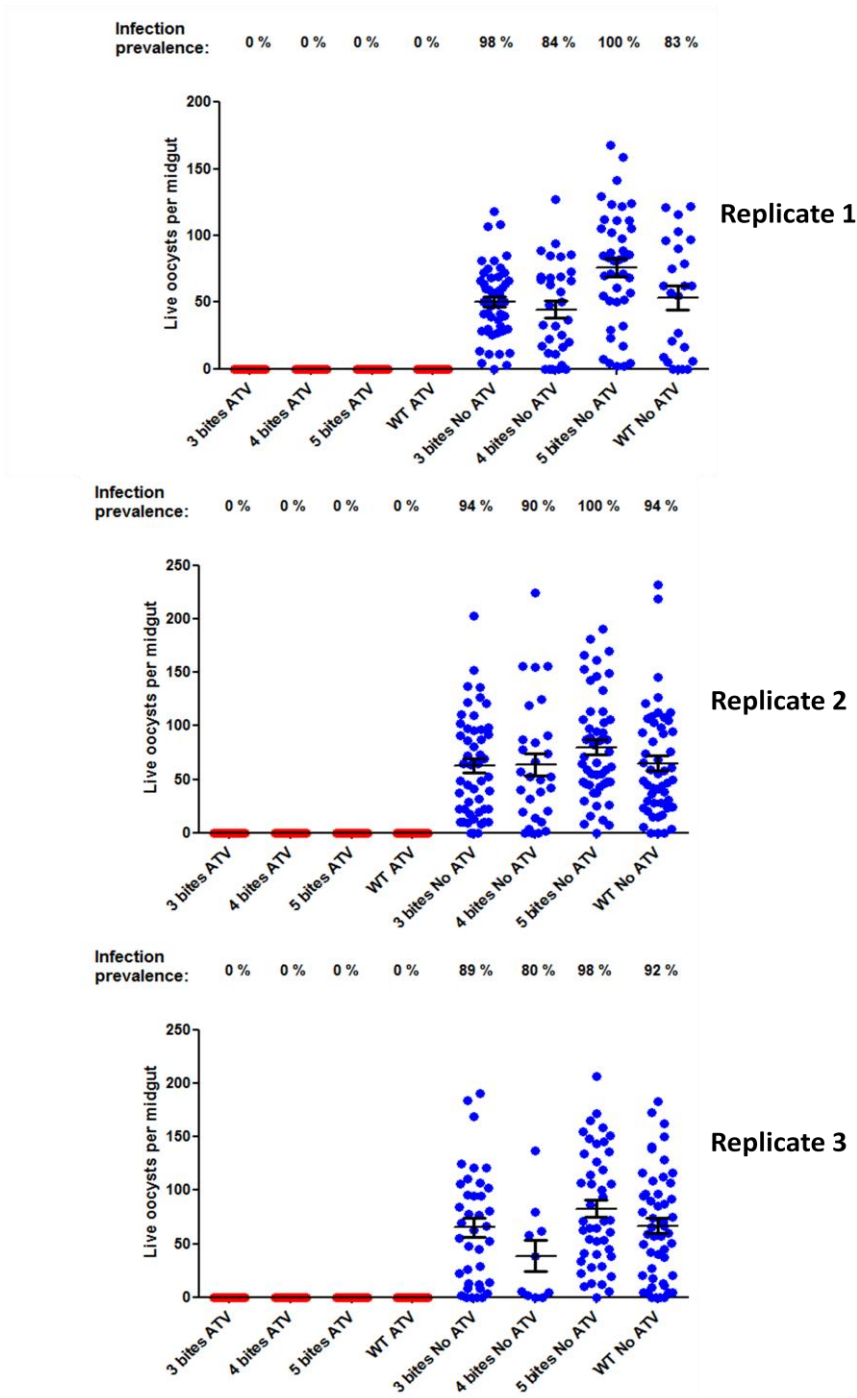 Infection
prevalence: 0 % 0 % 0 % 0 % 98 % 84 % 100 % 83 %
Live oocysts per midgut
200
150
100
50
0
3 bites ATV
4 bites ATV
5 bites ATV
WT ATV
3 bites No ATV
4 bites No ATV
5 bites No ATV
WT No ATV
Replicate 1
Infection
prevalence: 0 % 0 % 0 % 0 % 94 % 90 % 100 % 94 %
Live oocysts per midgut
250
200
150
100
50
0
3 bites ATV
4 bites ATV
5 bites ATV
WT ATV
3 bites No ATV
4 bites No ATV
5 bites No ATV
WT No ATV
Replicate 2
Infection
prevalence: 0 % 0 % 0 % 0 % 89 % 80 % 98 % 92 %
Live oocysts per midgut
250
200
150
100
50
0
3 bites ATV
4 bites ATV
5 bites ATV
WT ATV
3 bites No ATV
4 bites No ATV
5 bites No ATV
WT No ATV
Replicate 3